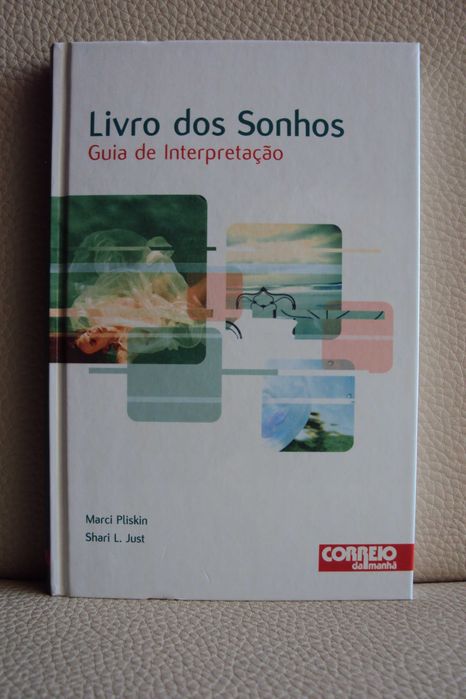 Livro dos Sonhos
Guia de Interpretação
Marci Pliskin
Shari L. Just
CORREIO
da manhã